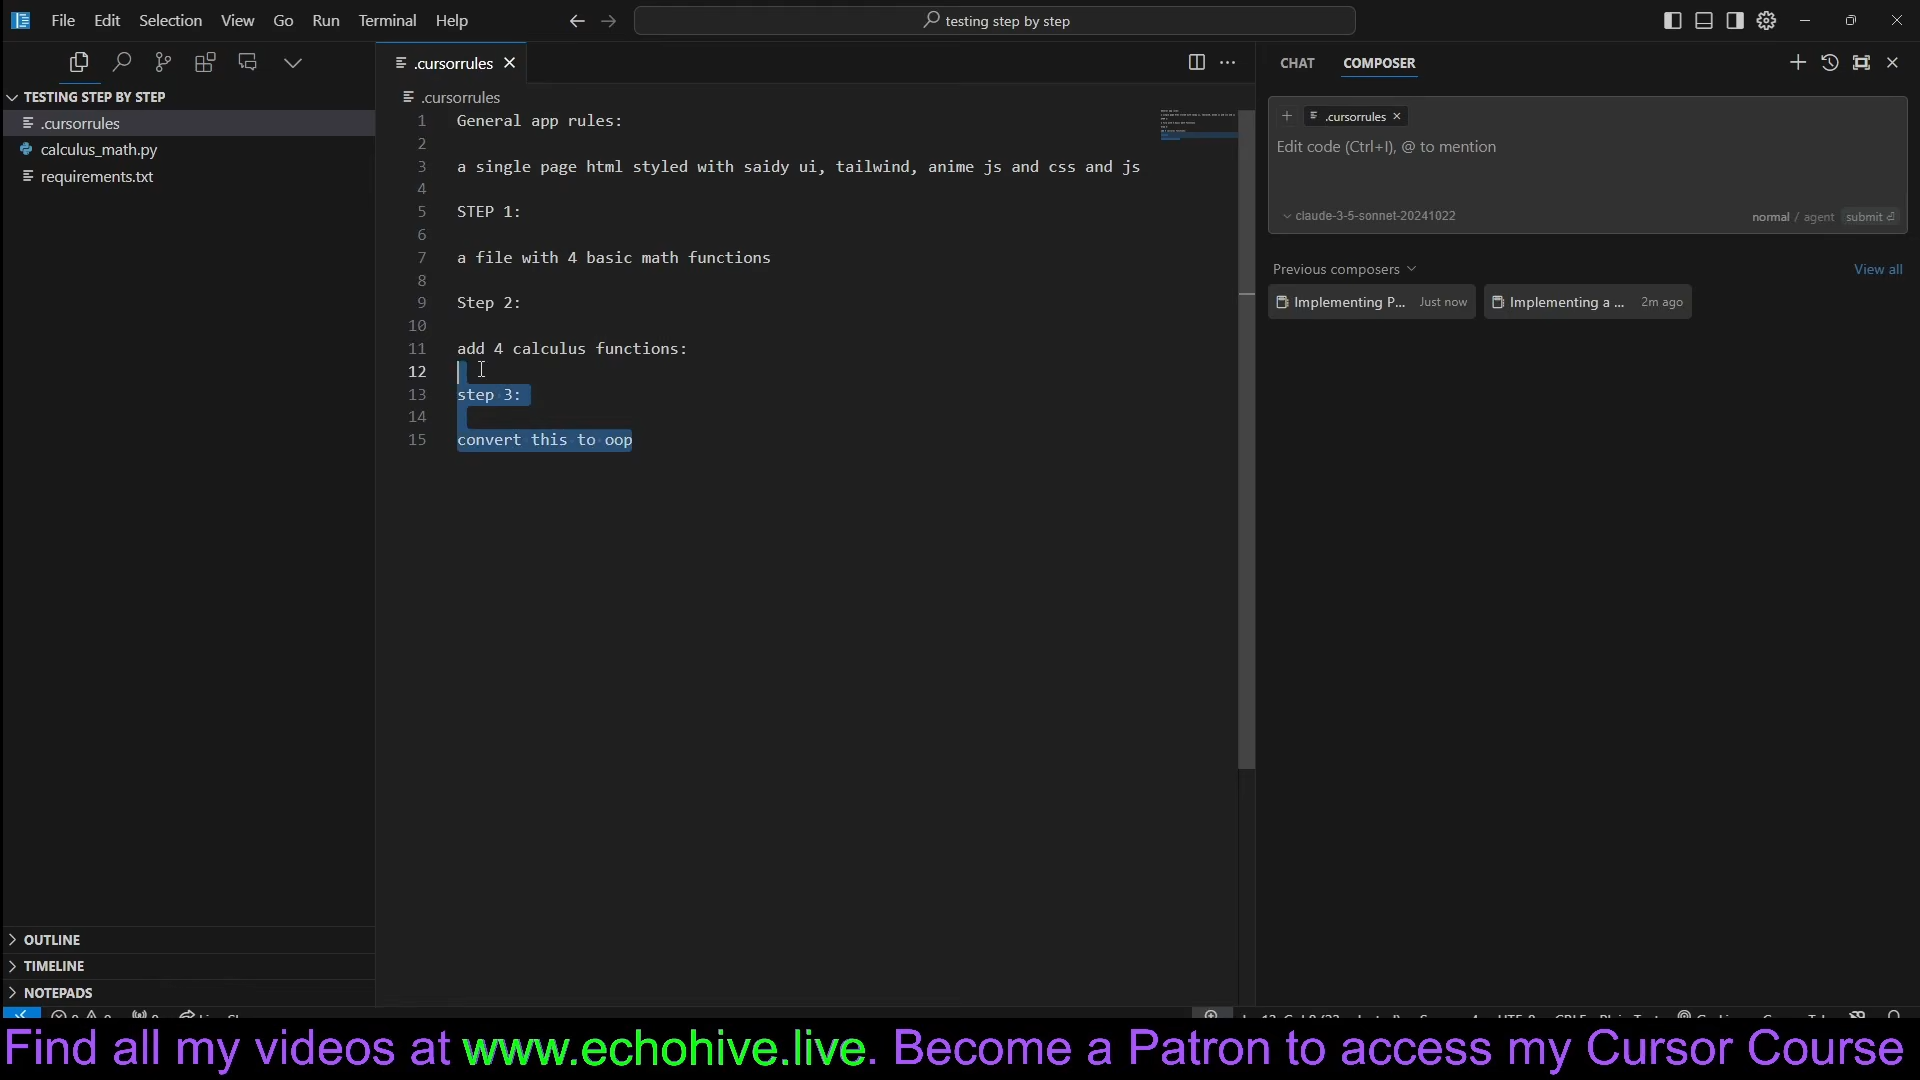 File Edit Selection View Go Run Terminal Help
testing step by step
TESTING STEP BY STEP
.cursorrules
calculus_math.py
requirements.txt
OUTLINE
TIMELINE
NOTEPADS
.cursorrules
.cursorrules
1 General app rules:
2
3 a single page html styled with saidy ui, tailwind, anime js and css and js
4
5 STEP 1:
6
7 a file with 4 basic math functions
8
9 Step 2:
10
11 add 4 calculus functions:
12
13 step 3:
14
15 convert this to oop
CHAT COMPOSER
.cursorrules
Edit code (Ctrl+I), @ to mention
claude-3-5-sonnet-20241022
normal / agent submit
Previous composers View all
Implementing P... Just now Implementing a ... 2m ago
Find all my videos at www.echohive.live. Become a Patron to access my Cursor Course